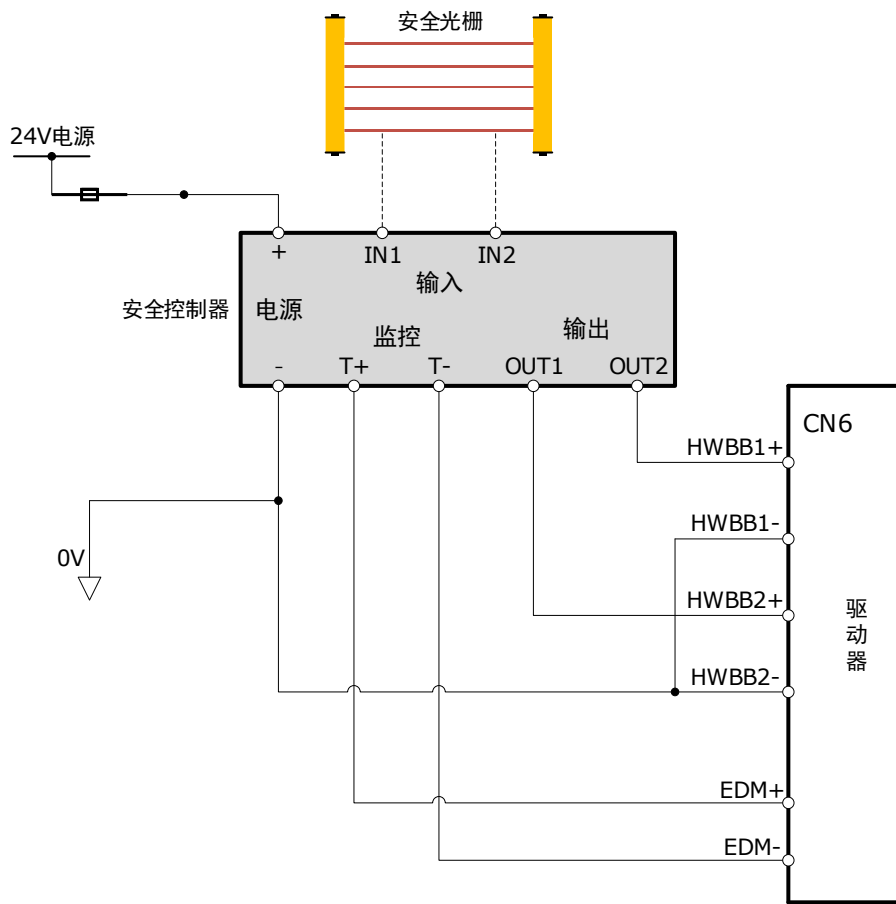 安全光栅
24V电源
+
IN1
IN2
输入
安全控制器
电源
监控
输出
-
T+
T-
OUT1
OUT2
CN6
HWBB1+
HWBB1-
0V
HWBB2+
驱动器
HWBB2-
EDM+
EDM-